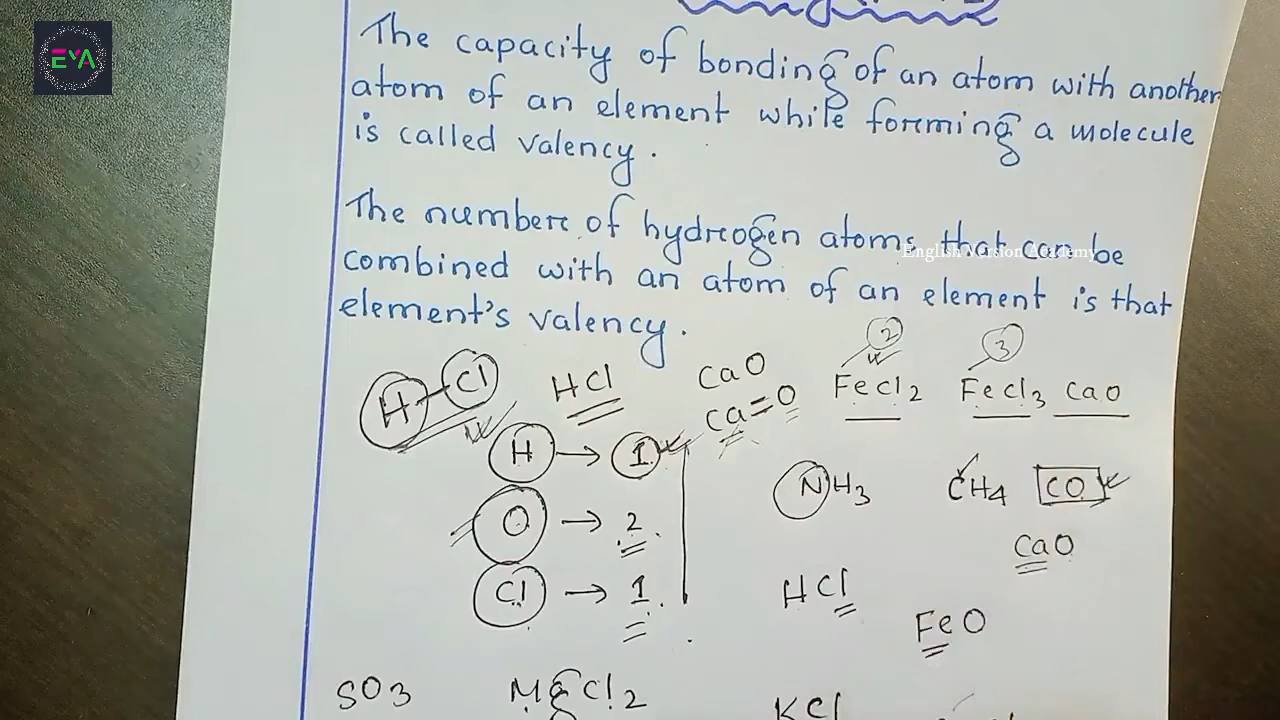 EVA
The capacity of bonding of an atom with another
atom of an element while forming a molecule
is called valency.
The number of hydrogen atoms that can be
English Version Academy
combined with an atom of an element is that
element's valency.
2 3
H-Cl HCl CaO FeCl2 FeCl3 CaO
Ca=O
H → 1
NH3 CH4 CO
O → 2
CaO
Cl → 1 HCl
FeO
SO3 MgCl2 KCl